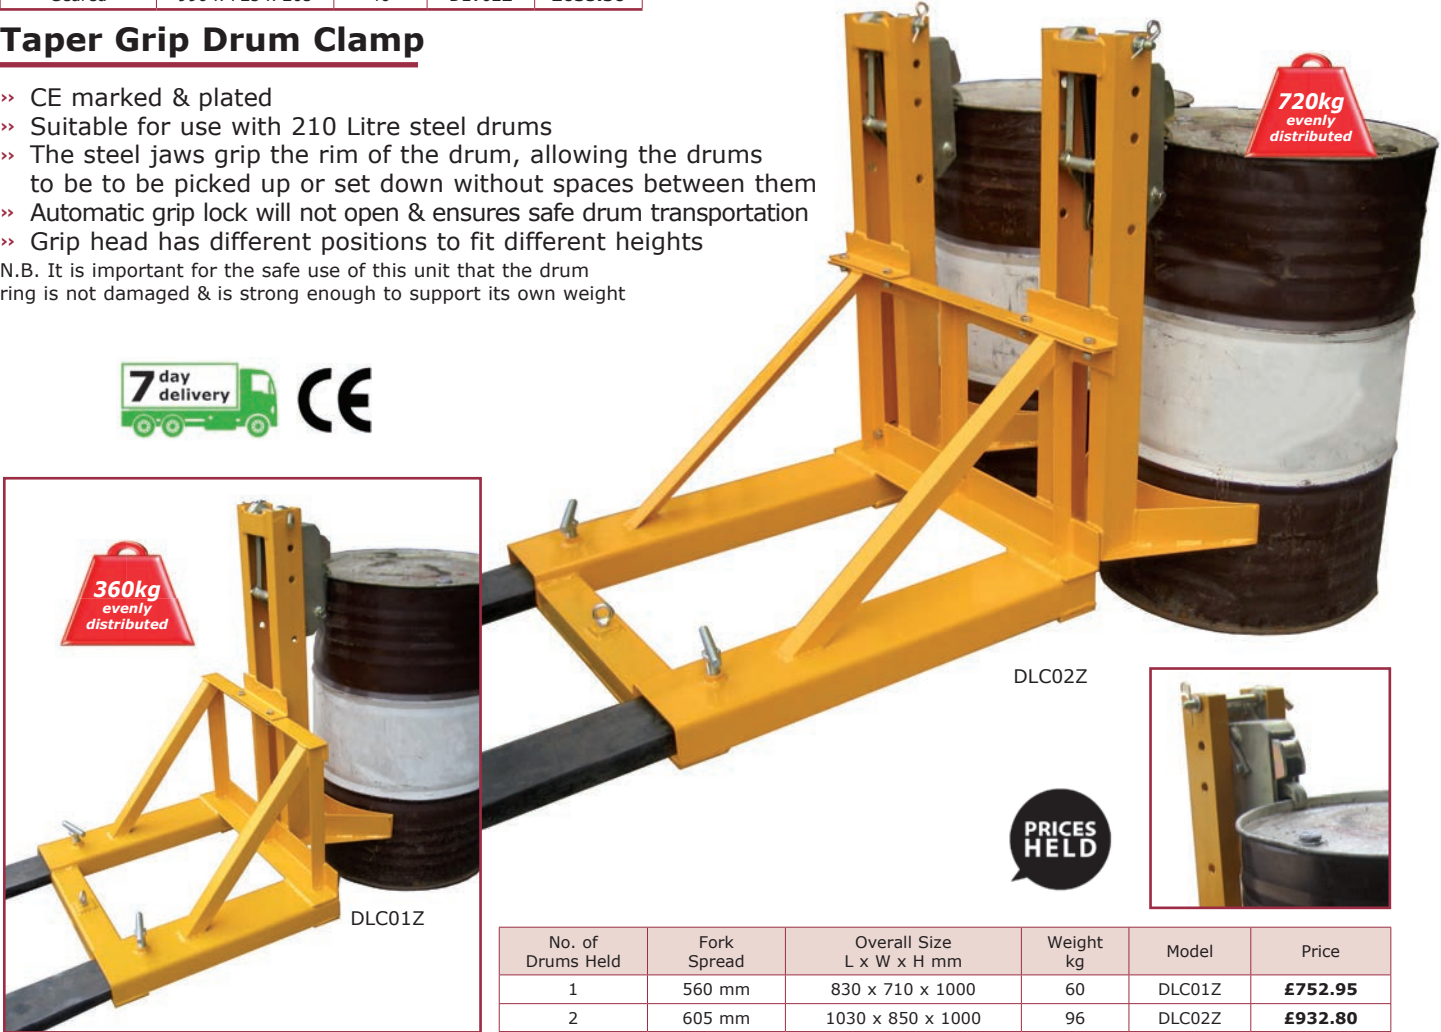 Taper Grip Drum Clamp
›› CE marked & plated
›› Suitable for use with 210 Litre steel drums
›› The steel jaws grip the rim of the drum, allowing the drums
to be to be picked up or set down without spaces between them
›› Automatic grip lock will not open & ensures safe drum transportation
›› Grip head has different positions to fit different heights
N.B. It is important for the safe use of this unit that the drum
ring is not damaged & is strong enough to support its own weight
7 day
delivery
CE
720kg
evenly
distributed
DLC02Z
360kg
evenly
distributed
DLC01Z
PRICES
HELD
No. of Drums Held Fork Spread Overall Size L x W x H mm Weight kg Model Price
1 560 mm 830 x 710 x 1000 60 DLC01Z £752.95
2 605 mm 1030 x 850 x 1000 96 DLC02Z £932.80